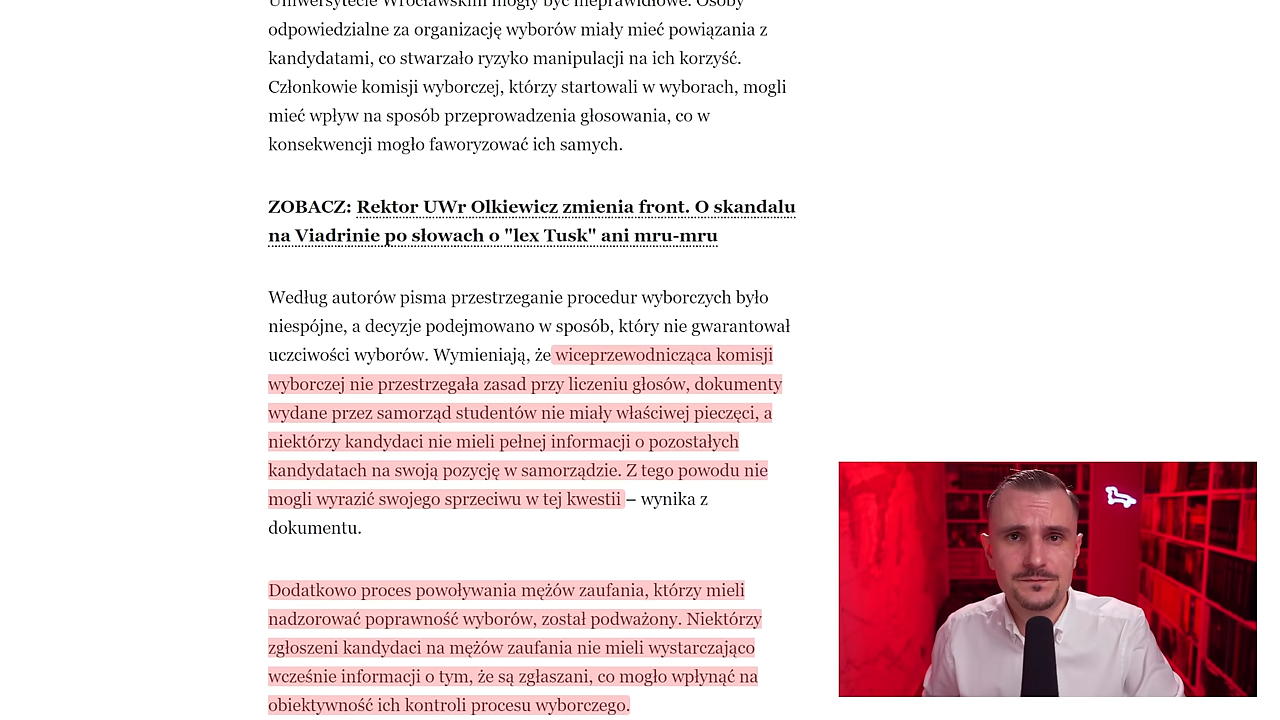 Uniwersytecie Wrocławskim mogły być nieprawidłowe. Osoby
odpowiedzialne za organizację wyborów miały mieć powiązania z
kandydatami, co stwarzało ryzyko manipulacji na ich korzyść.
Członkowie komisji wyborczej, którzy startowali w wyborach, mogli
mieć wpływ na sposób przeprowadzenia głosowania, co w
konsekwencji mogło faworyzować ich samych.
ZOBACZ: Rektor UWr Olkiewicz zmienia front. O skandalu
na Viadrinie po słowach o "lex Tusk" ani mru-mru
Według autorów pisma przestrzeganie procedur wyborczych było
niespójne, a decyzje podejmowano w sposób, który nie gwarantował
uczciwości wyborów. Wymieniają, że wiceprzewodnicząca komisji
wyborczej nie przestrzegała zasad przy liczeniu głosów, dokumenty
wydane przez samorząd studentów nie miały właściwej pieczęci, a
niektórzy kandydaci nie mieli pełnej informacji o pozostałych
kandydatach na swoją pozycję w samorządzie. Z tego powodu nie
mogli wyrazić swojego sprzeciwu w tej kwestii – wynika z
dokumentu.
Dodatkowo proces powoływania mężów zaufania, którzy mieli
nadzorować poprawność wyborów, został podważony. Niektórzy
zgłoszeni kandydaci na mężów zaufania nie mieli wystarczająco
wcześnie informacji o tym, że są zgłaszani, co mogło wpłynąć na
obiektywność ich kontroli procesu wyborczego.